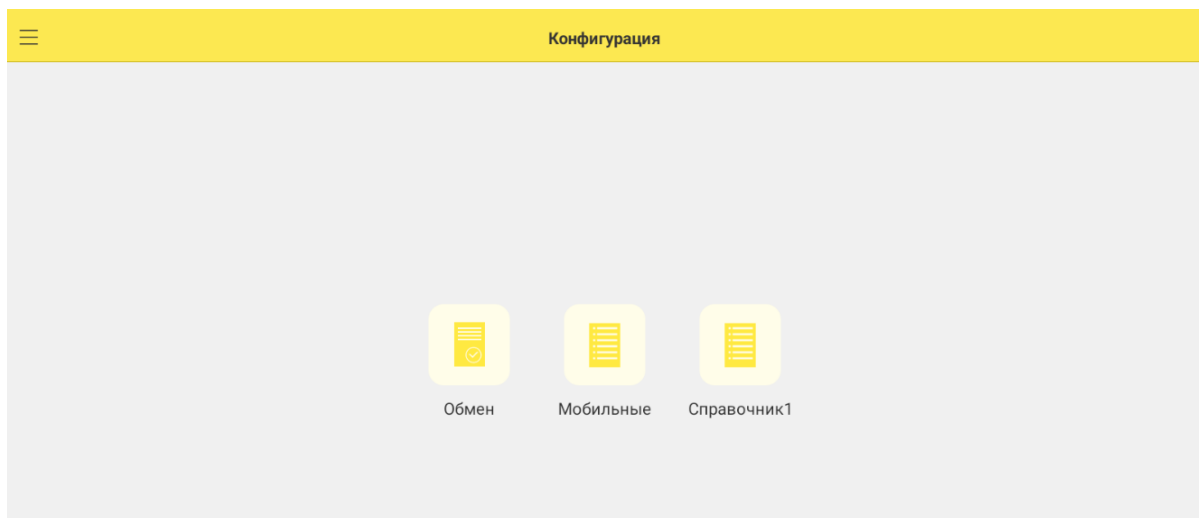 Конфигурация
Обмен
Мобильные
Справочник1